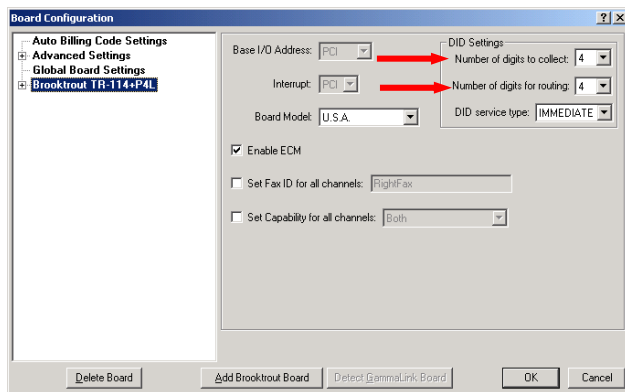 Board Configuration
Auto Billing Code Settings
Advanced Settings
Global Board Settings
Brooktrout TR-114+P4L
Base I/O Address: PCI
Interrupt: PCI
Board Model: U.S.A.
DID Settings
Number of digits to collect: 4
Number of digits for routing: 4
DID service type: IMMEDIATE
Enable ECM
Set Fax ID for all channels: RightFax
Set Capability for all channels: Both
Delete Board
Add Brooktrout Board
Detect GammaLink Board
OK
Cancel